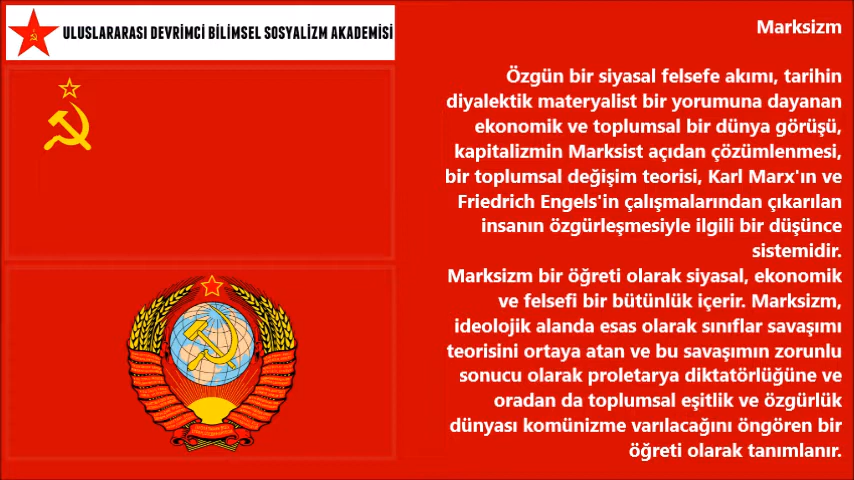 ULUSLARARASI DEVRİMCİ BİLİMSEL SOSYALİZM AKADEMİSİ
Marksizm
Özgün bir siyasal felsefe akımı, tarihin
diyalektik materyalist bir yorumuna dayanan
ekonomik ve toplumsal bir dünya görüşü,
kapitalizmin Marksist açıdan çözümlenmesi,
bir toplumsal değişim teorisi, Karl Marx'ın ve
Friedrich Engels'in çalışmalarından çıkarılan
insanın özgürleşmesiyle ilgili bir düşünce
sistemidir.
Marksizm bir öğreti olarak siyasal, ekonomik
ve felsefi bir bütünlük içerir. Marksizm,
ideolojik alanda esas olarak sınıflar savaşımı
teorisini ortaya atan ve bu savaşımın zorunlu
sonucu olarak proletarya diktatörlüğüne ve
oradan da toplumsal eşitlik ve özgürlük
dünyası komünizme varılacağını öngören bir
öğreti olarak tanımlanır.